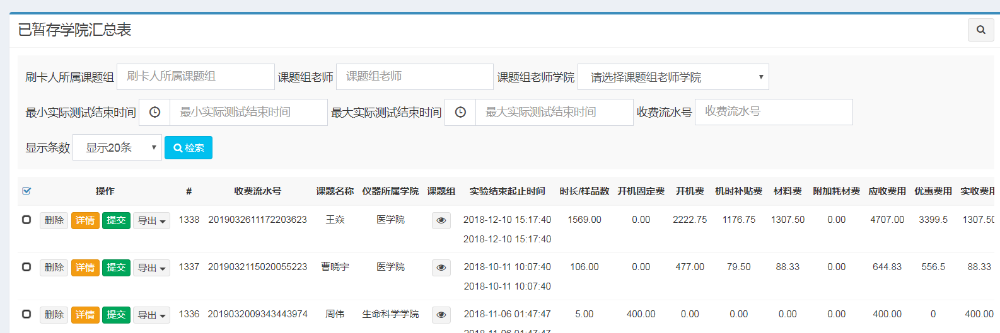 已暂存学院汇总表
刷卡人所属课题组 刷卡人所属课题组 课题组老师 课题组老师 课题组老师学院 请选择课题组老师学院
最小实际测试结束时间 最小实际测试结束时间 最大实际测试结束时间 最大实际测试结束时间 收费流水号 收费流水号
显示条数 显示20条 检索
操作 # 收费流水号 课题名称 仪器所属学院 课题组 实验结束起止时间 时长/样品数 开机固定费 开机费 机时补贴费 材料费 附加耗材费 应收费用 优惠费用 实收费用
删除 详情 提交 导出 1338 2019032611172203623 王焱 医学院 2018-12-10 15:17:40 1569.00 0.00 2222.75 1176.75 1307.50 0.00 4707.00 3399.5 1307.50
2018-12-10 15:17:40
删除 详情 提交 导出 1337 2019032115020055223 曹晓宇 医学院 2018-10-11 10:07:40 106.00 0.00 477.00 79.50 88.33 0.00 644.83 556.5 88.33
2018-10-11 10:07:40
删除 详情 提交 导出 1336 2019032009343443974 周伟 生命科学学院 2018-11-06 01:47:47 5.00 400.00 0.00 0.00 0.00 0.00 400.00 0 400.00
2018-11-06 01:47:47